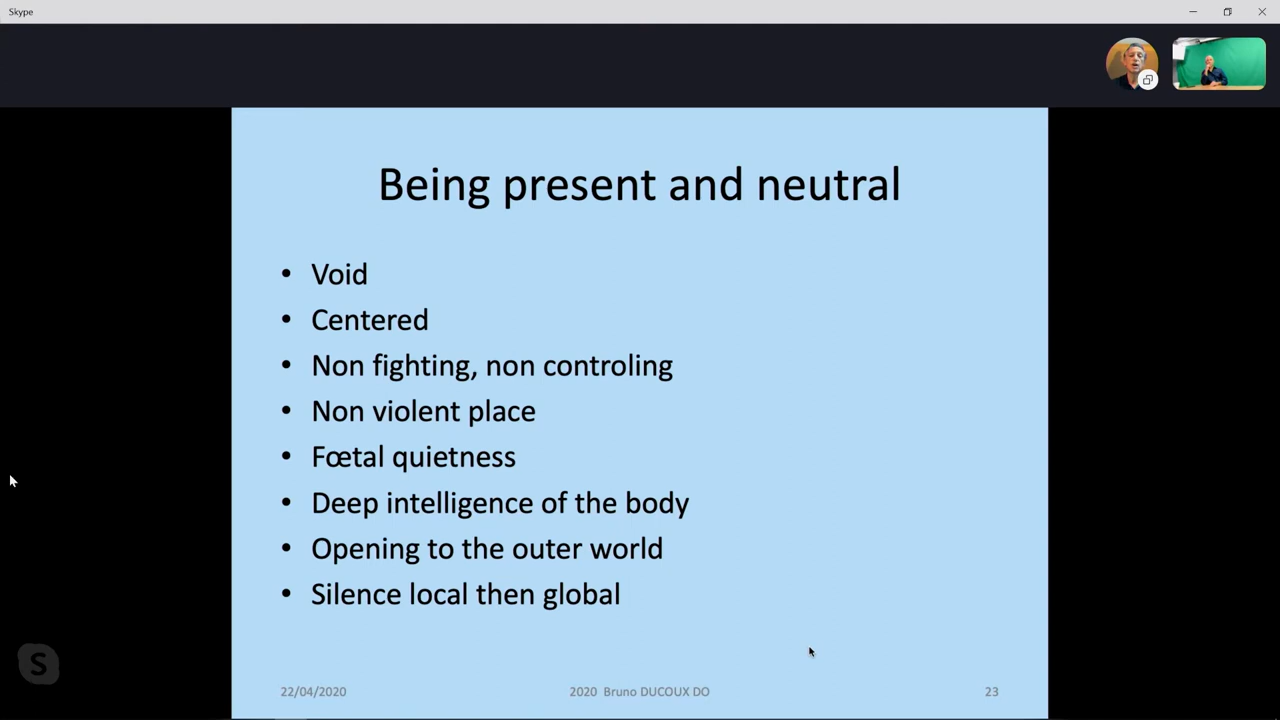 Skype
Being present and neutral
• Void
• Centered
• Non fighting, non controling
• Non violent place
• Fœtal quietness
• Deep intelligence of the body
• Opening to the outer world
• Silence local then global
S
22/04/2020 2020 Bruno DUCOUX DO 23